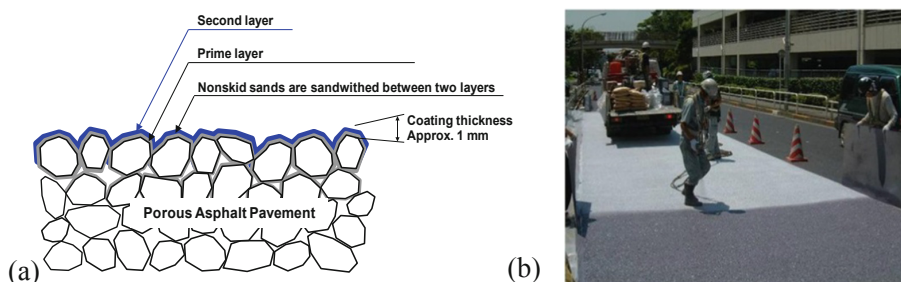 Second layer
Prime layer
Nonskid sands are sandwithed between two layers
Coating thickness
Approx. 1 mm
Porous Asphalt Pavement
(a)
(b)